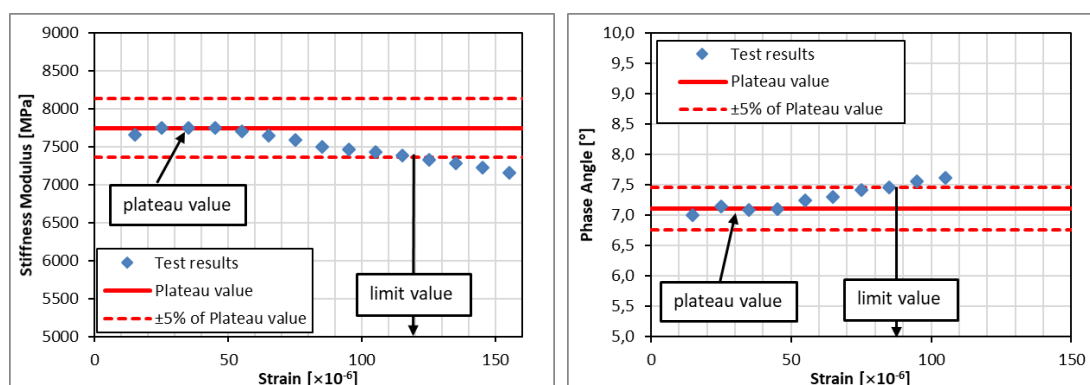 9000
8500
8000
7500
7000
6500
6000
5500
5000
Stiffness Modulus [MPa]
plateau value
Test results
Plateau value
±5% of Plateau value
limit value
0
50
100
150
Strain [×10-6]
10,0
9,5
9,0
8,5
8,0
7,5
7,0
6,5
6,0
5,5
5,0
Phase Angle [°]
Test results
Plateau value
±5% of Plateau value
plateau value
limit value
0
50
100
150
Strain [×10-6]